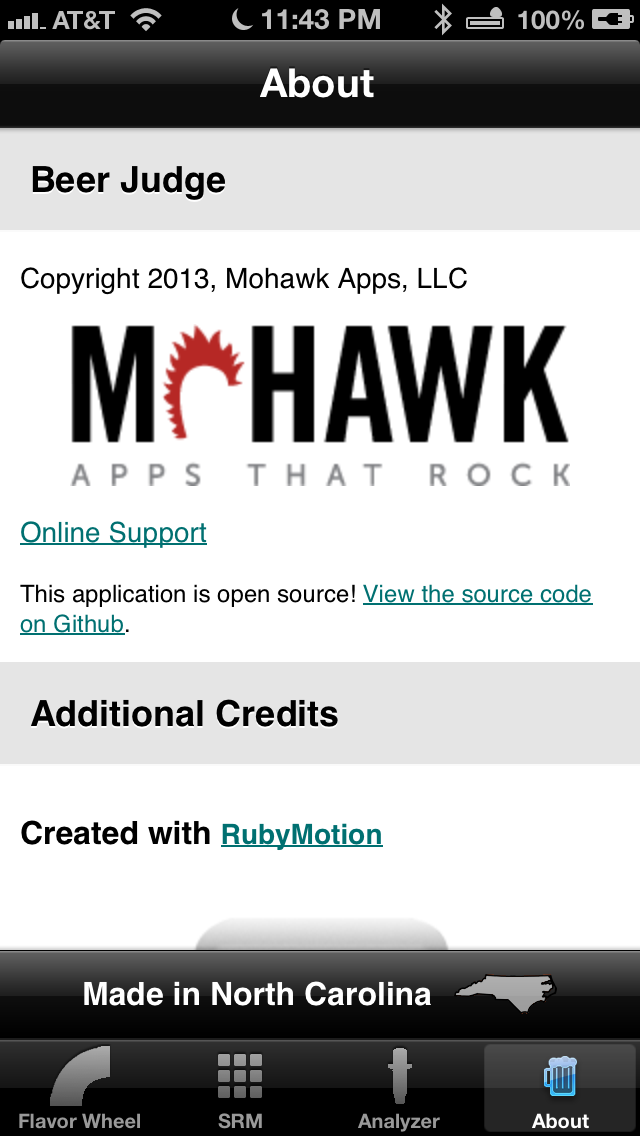 AT&T 11:43 PM 100%
About
Beer Judge
Copyright 2013, Mohawk Apps, LLC
MOHAWK
APPS THAT ROCK
Online Support
This application is open source! View the source code
on Github.
Additional Credits
Created with RubyMotion
Made in North Carolina
Flavor Wheel SRM Analyzer About